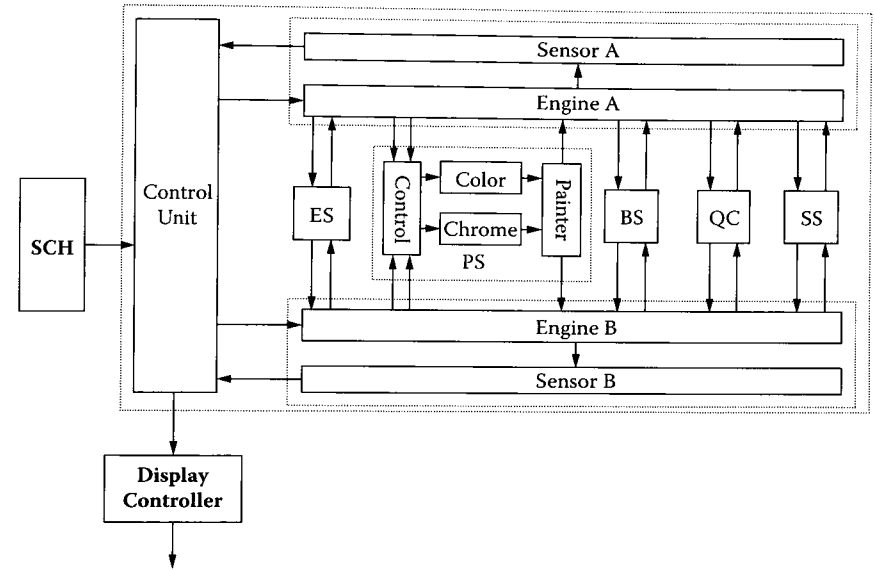 Sensor A
Engine A
Control
Unit
SCH
ES
Control
Color
Chrome
Painter
PS
BS
QC
SS
Engine B
Sensor B
Display
Controller